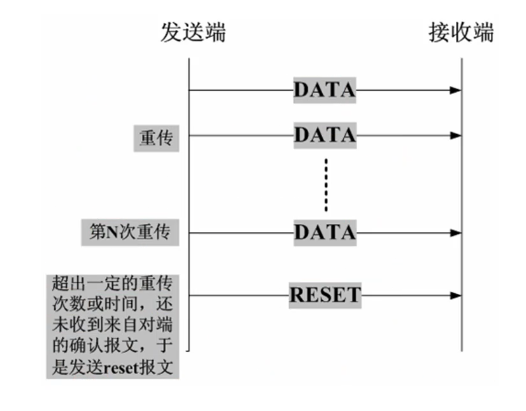 发送端
接收端
DATA
重传
DATA
第N次重传
DATA
RESET
超出一定的重传
次数或时间，还
未收到来自对端
的确认报文，于
是发送reset报文